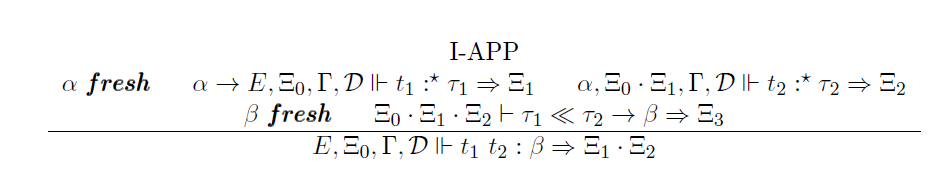 I-APP
α fresh α → E, Ξ₀, Γ, 𝒟 ⊩ t₁ :* τ₁ ⇒ Ξ₁ α, Ξ₀ · Ξ₁, Γ, 𝒟 ⊩ t₂ :* τ₂ ⇒ Ξ₂
β fresh Ξ₀ · Ξ₁ · Ξ₂ ⊢ τ₁ ≪ τ₂ → β ⇒ Ξ₃
E, Ξ₀, Γ, 𝒟 ⊩ t₁ t₂ : β ⇒ Ξ₁ · Ξ₂